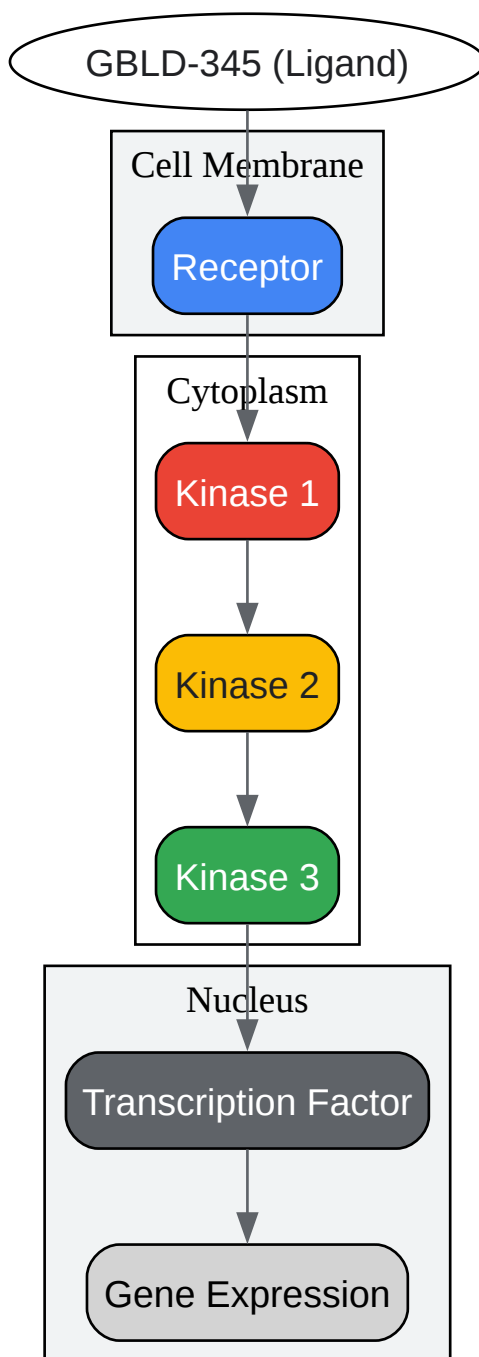 GBLD-345 (Ligand)
Cell Membrane
Receptor
Cytoplasm
Kinase 1
Kinase 2
Kinase 3
Nucleus
Transcription Factor
Gene Expression